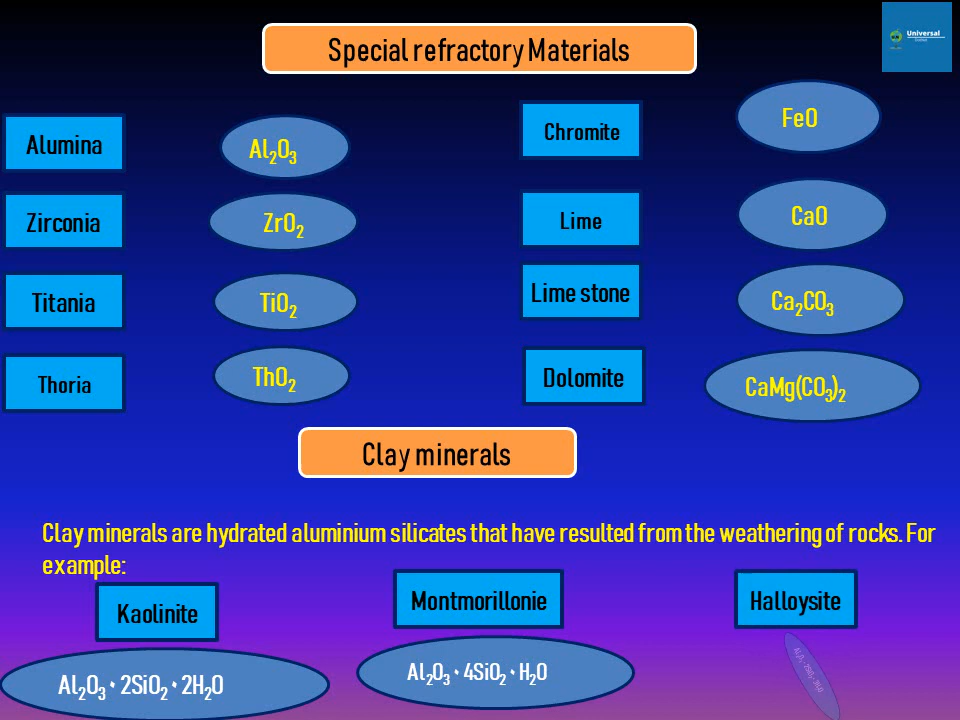 Special refractory Materials
Universal
Alumina
Al₂O₃
Zirconia
ZrO₂
Titania
TiO₂
Thoria
ThO₂
Chromite
FeO
Lime
CaO
Lime stone
Ca₂CO₃
Dolomite
CaMg(CO₃)₂
Clay minerals
Clay minerals are hydrated aluminium silicates that have resulted from the weathering of rocks. For
example:
Kaolinite
Al₂O₃ • 2SiO₂ • 2H₂O
Montmorillonie
Al₂O₃ • 4SiO₂ • H₂O
Halloysite